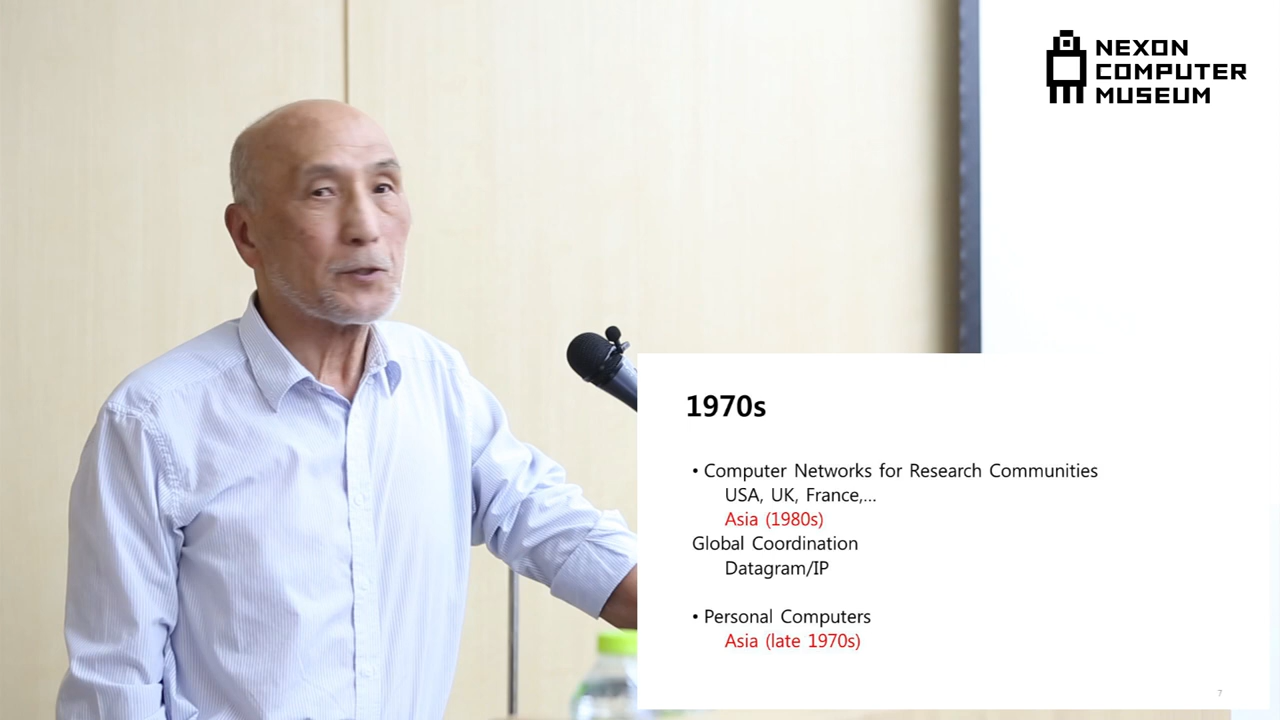 NEXON
COMPUTER
MUSEUM
1970s
• Computer Networks for Research Communities
USA, UK, France,...
Asia (1980s)
Global Coordination
Datagram/IP
• Personal Computers
Asia (late 1970s)
7